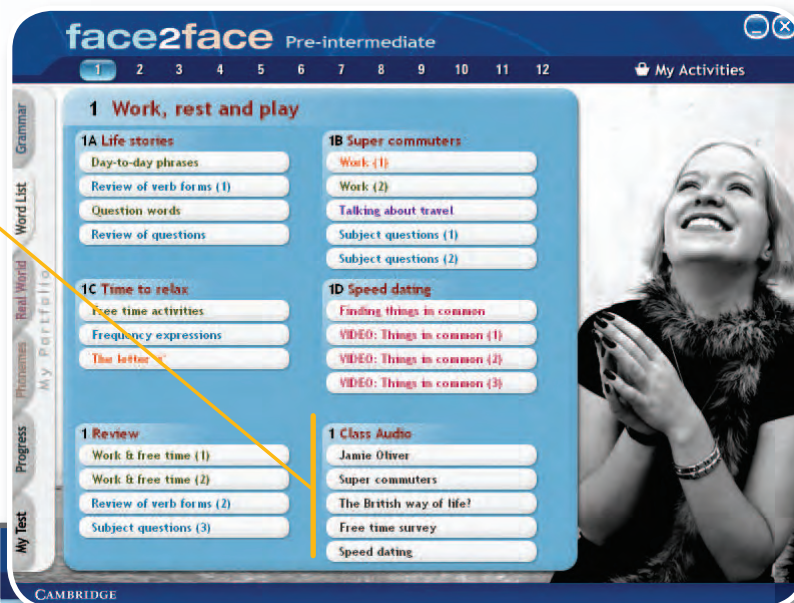 face2face Pre-intermediate
1 2 3 4 5 6 7 8 9 10 11 12 My Activities
Grammar
Word List
Real World
Phonemes
Progress
My Test
My Portfolio
1 Work, rest and play
1A Life stories
Day-to-day phrases
Review of verb forms (1)
Question words
Review of questions
1B Super commuters
Work (1)
Work (2)
Talking about travel
Subject questions (1)
Subject questions (2)
1C Time to relax
Free time activities
Frequency expressions
The letter
1D Speed dating
Finding things in common
VIDEO: Things in common (1)
VIDEO: Things in common (2)
VIDEO: Things in common (3)
1 Review
Work & free time (1)
Work & free time (2)
Review of verb forms (2)
Subject questions (3)
1 Class Audio
Jamie Oliver
Super commuters
The British way of life?
Free time survey
Speed dating
CAMBRIDGE